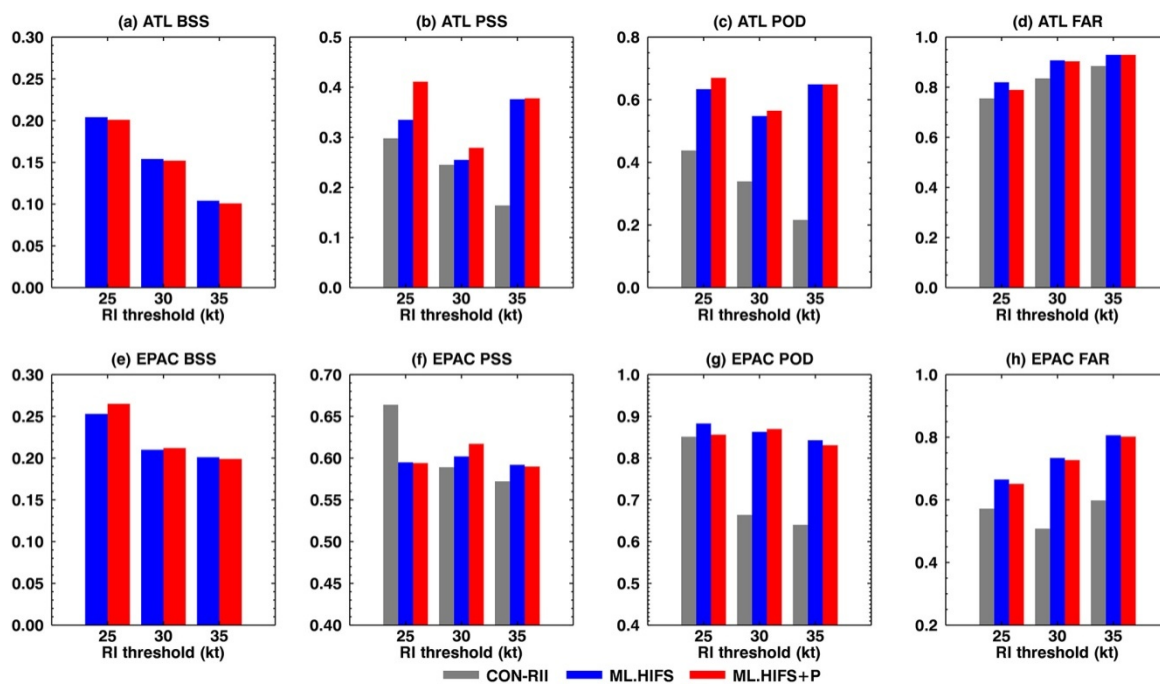 (a) ATL BSS
0.30
0.25
0.20
0.15
0.10
0.05
0.00
25 30 35
RI threshold (kt)
(b) ATL PSS
0.5
0.4
0.3
0.2
0.1
0.0
25 30 35
RI threshold (kt)
(c) ATL POD
0.8
0.6
0.4
0.2
0.0
25 30 35
RI threshold (kt)
(d) ATL FAR
1.0
0.8
0.6
0.4
0.2
0.0
25 30 35
RI threshold (kt)
(e) EPAC BSS
0.30
0.25
0.20
0.15
0.10
0.05
0.00
25 30 35
RI threshold (kt)
(f) EPAC PSS
0.70
0.65
0.60
0.55
0.50
0.45
0.40
25 30 35
RI threshold (kt)
(g) EPAC POD
1.0
0.9
0.8
0.7
0.6
0.5
0.4
25 30 35
RI threshold (kt)
(h) EPAC FAR
1.0
0.8
0.6
0.4
0.2
25 30 35
RI threshold (kt)
CON-RII ML.HIFS ML.HIFS+P